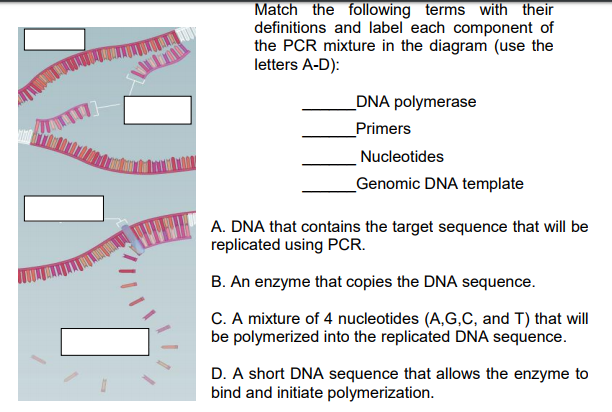 Match the following terms with their
definitions and label each component of
the PCR mixture in the diagram (use the
letters A-D):
______DNA polymerase
______Primers
______ Nucleotides
______Genomic DNA template
A. DNA that contains the target sequence that will be
replicated using PCR.
B. An enzyme that copies the DNA sequence.
C. A mixture of 4 nucleotides (A,G,C, and T) that will
be polymerized into the replicated DNA sequence.
D. A short DNA sequence that allows the enzyme to
bind and initiate polymerization.